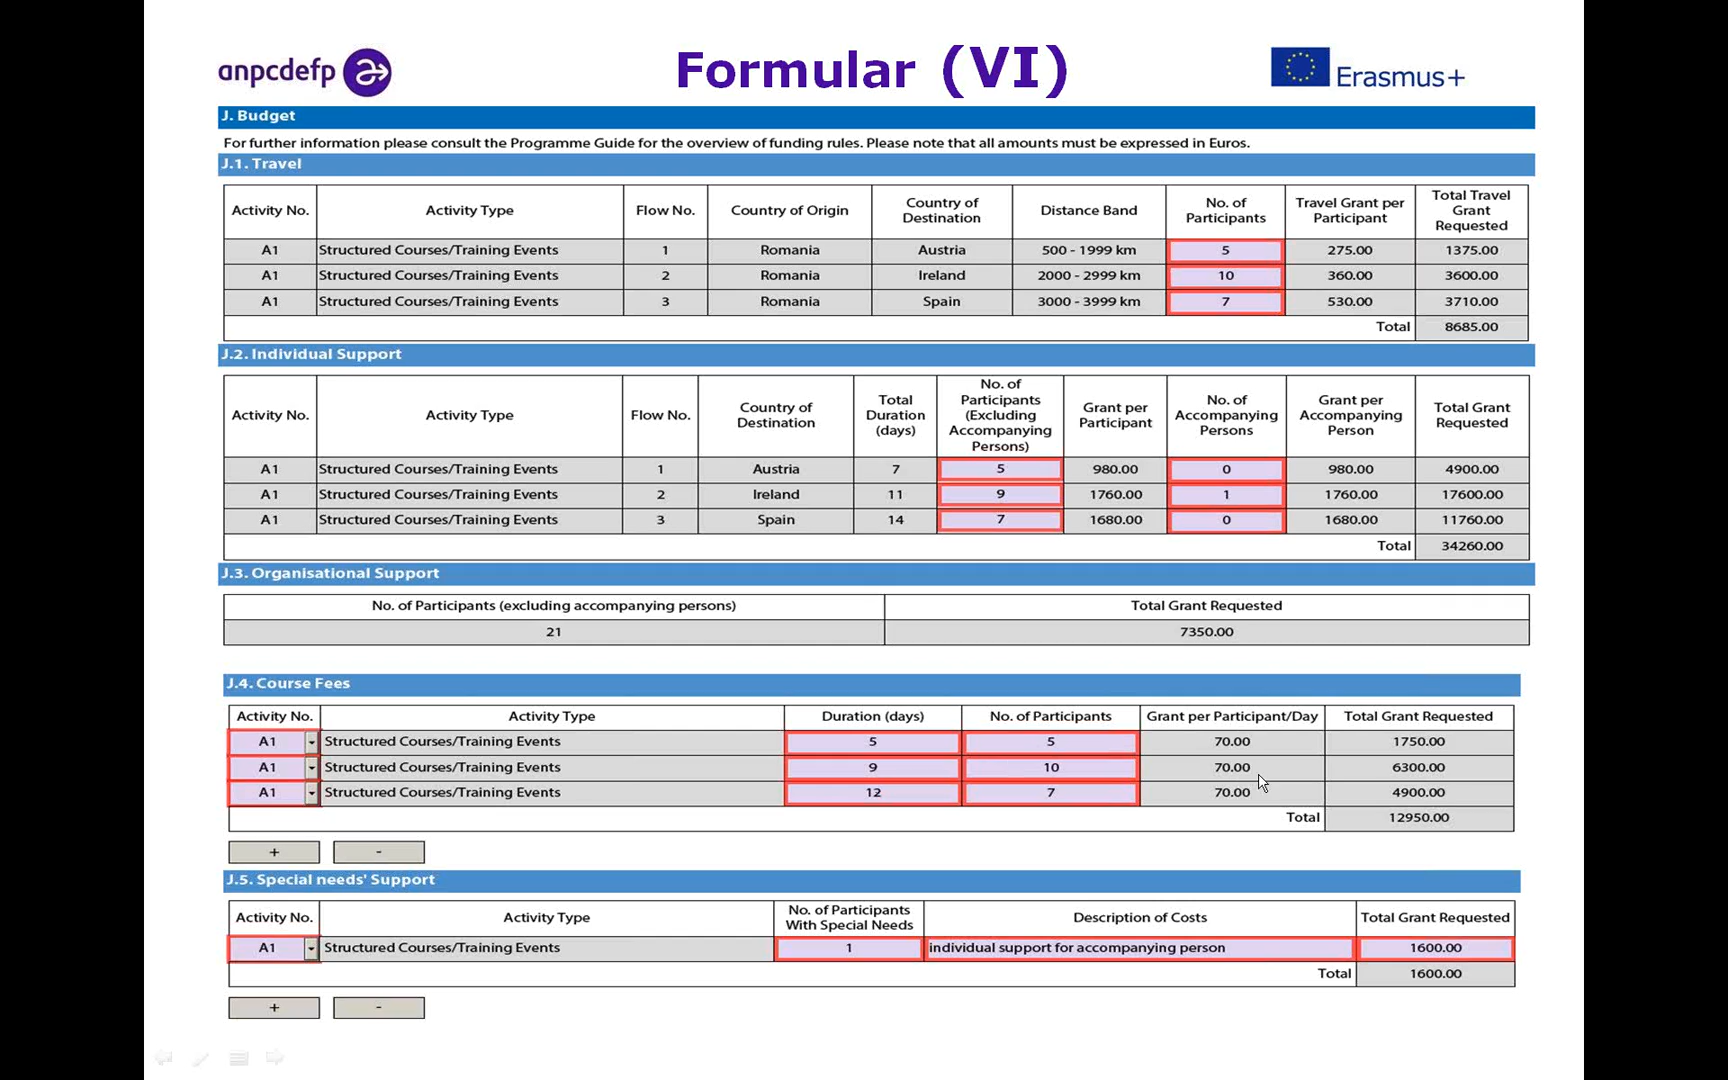 anpcdefp
Formular (VI)
Erasmus+
J. Budget
For further information please consult the Programme Guide for the overview of funding rules. Please note that all amounts must be expressed in Euros.
J.1. Travel
Activity No. Activity Type Flow No. Country of Origin Country of Destination Distance Band No. of Participants Travel Grant per Participant Total Travel Grant Requested
A1 Structured Courses/Training Events 1 Romania Austria 500 - 1999 km 5 275.00 1375.00
A1 Structured Courses/Training Events 2 Romania Ireland 2000 - 2999 km 10 360.00 3600.00
A1 Structured Courses/Training Events 3 Romania Spain 3000 - 3999 km 7 530.00 3710.00
Total 8685.00
J.2. Individual Support
Activity No. Activity Type Flow No. Country of Destination Total Duration (days) No. of Participants (Excluding Accompanying Persons) Grant per Participant No. of Accompanying Persons Grant per Accompanying Person Total Grant Requested
A1 Structured Courses/Training Events 1 Austria 7 5 980.00 0 980.00 4900.00
A1 Structured Courses/Training Events 2 Ireland 11 9 1760.00 1 1760.00 17600.00
A1 Structured Courses/Training Events 3 Spain 14 7 1680.00 0 1680.00 11760.00
Total 34260.00
J.3. Organisational Support
No. of Participants (excluding accompanying persons) Total Grant Requested
21 7350.00
J.4. Course Fees
Activity No. Activity Type Duration (days) No. of Participants Grant per Participant/Day Total Grant Requested
A1 Structured Courses/Training Events 5 5 70.00 1750.00
A1 Structured Courses/Training Events 9 10 70.00 6300.00
A1 Structured Courses/Training Events 12 7 70.00 4900.00
Total 12950.00
+ -
J.5. Special needs' Support
Activity No. Activity Type No. of Participants With Special Needs Description of Costs Total Grant Requested
A1 Structured Courses/Training Events 1 individual support for accompanying person 1600.00
Total 1600.00
+ -